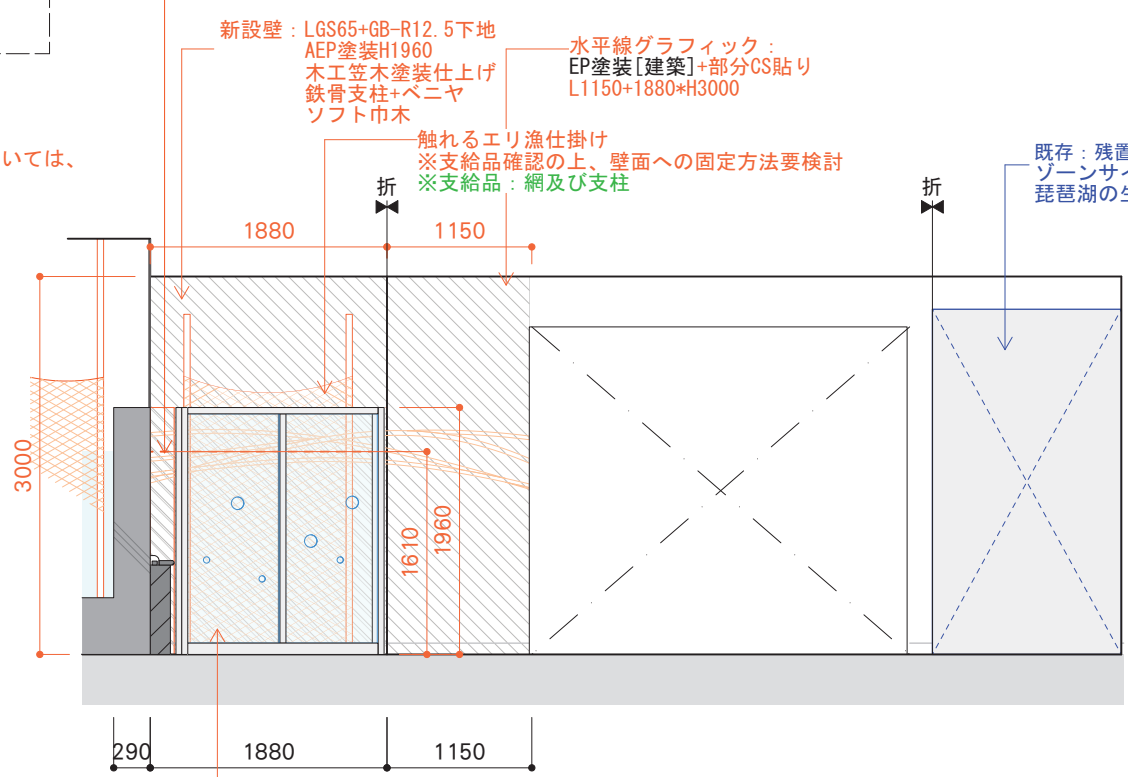 新設壁：LGS65+GB-R12.5下地
AEP塗装H1960
木工笠木塗装仕上げ
鉄骨支柱+ベニヤ
ソフト巾木
水平線グラフィック：
EP塗装[建築]+部分CS貼り
L1150+1880*H3000
いては、
触れるエリ漁仕掛け
※支給品確認の上、壁面への固定方法要検討
※支給品：網及び支柱
既存：残置
ゾーンサイ
琵琶湖の生
折
折
1880
1150
3000
1610
1960
290
1880
1150